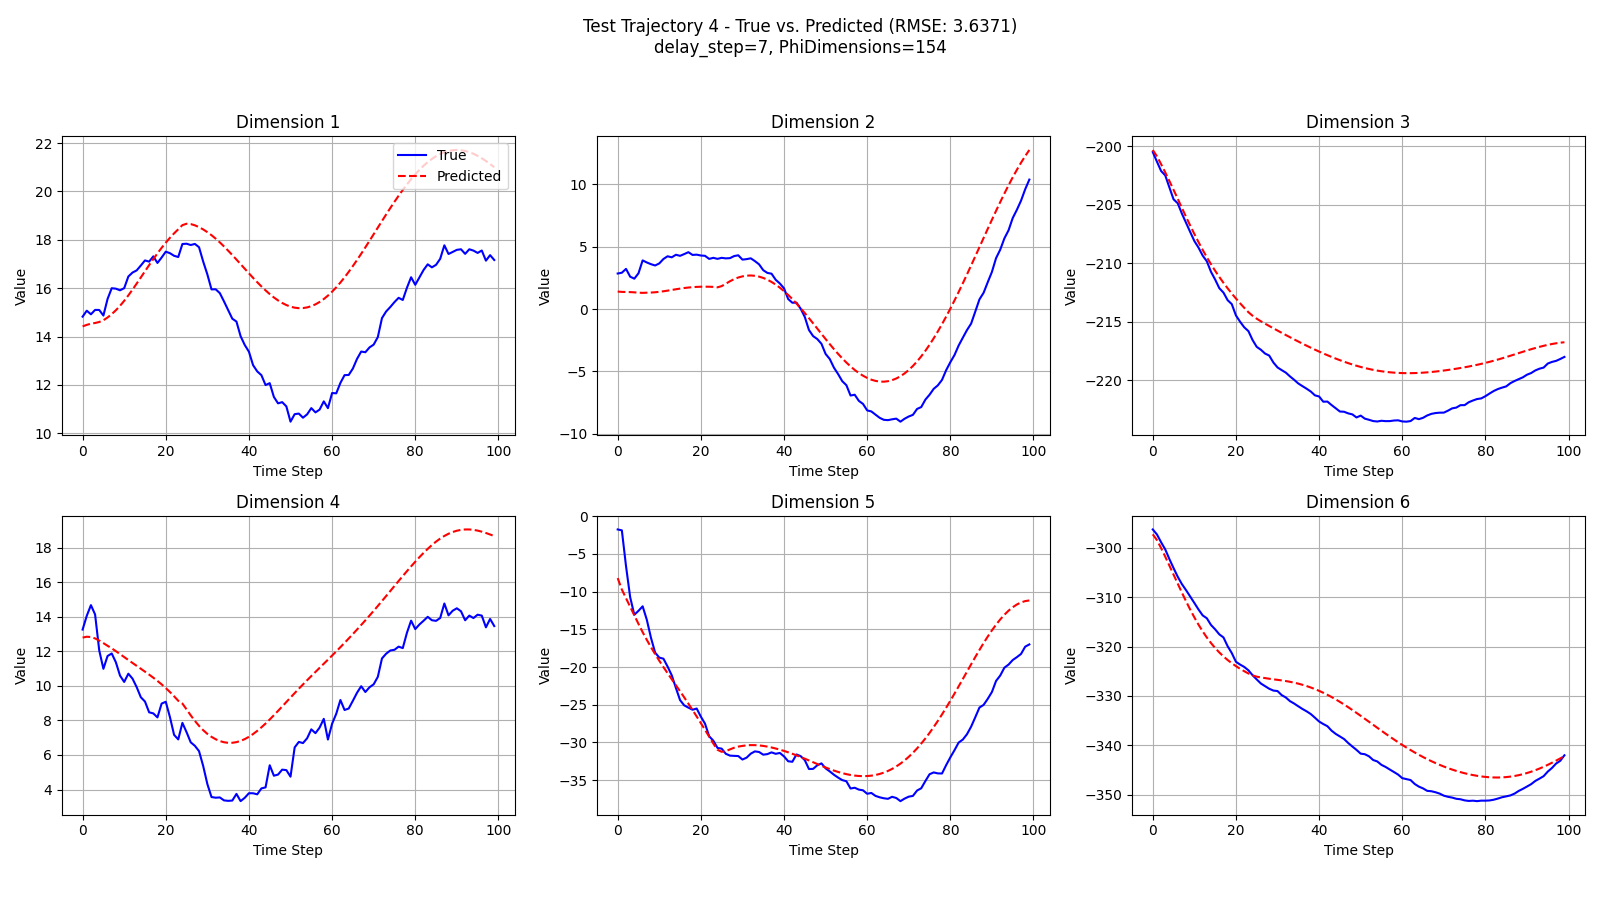 Test Trajectory 4 - True vs. Predicted (RMSE: 3.6371)
delay_step=7, PhiDimensions=154
Dimension 1
Value
22
20
18
16
14
12
10
0 20 40 60 80 100
Time Step
True
Predicted
Dimension 2
Value
10
5
0
−5
−10
0 20 40 60 80 100
Time Step
Dimension 3
Value
−200
−205
−210
−215
−220
0 20 40 60 80 100
Time Step
Dimension 4
Value
18
16
14
12
10
8
6
4
0 20 40 60 80 100
Time Step
Dimension 5
Value
0
−5
−10
−15
−20
−25
−30
−35
0 20 40 60 80 100
Time Step
Dimension 6
Value
−300
−310
−320
−330
−340
−350
0 20 40 60 80 100
Time Step